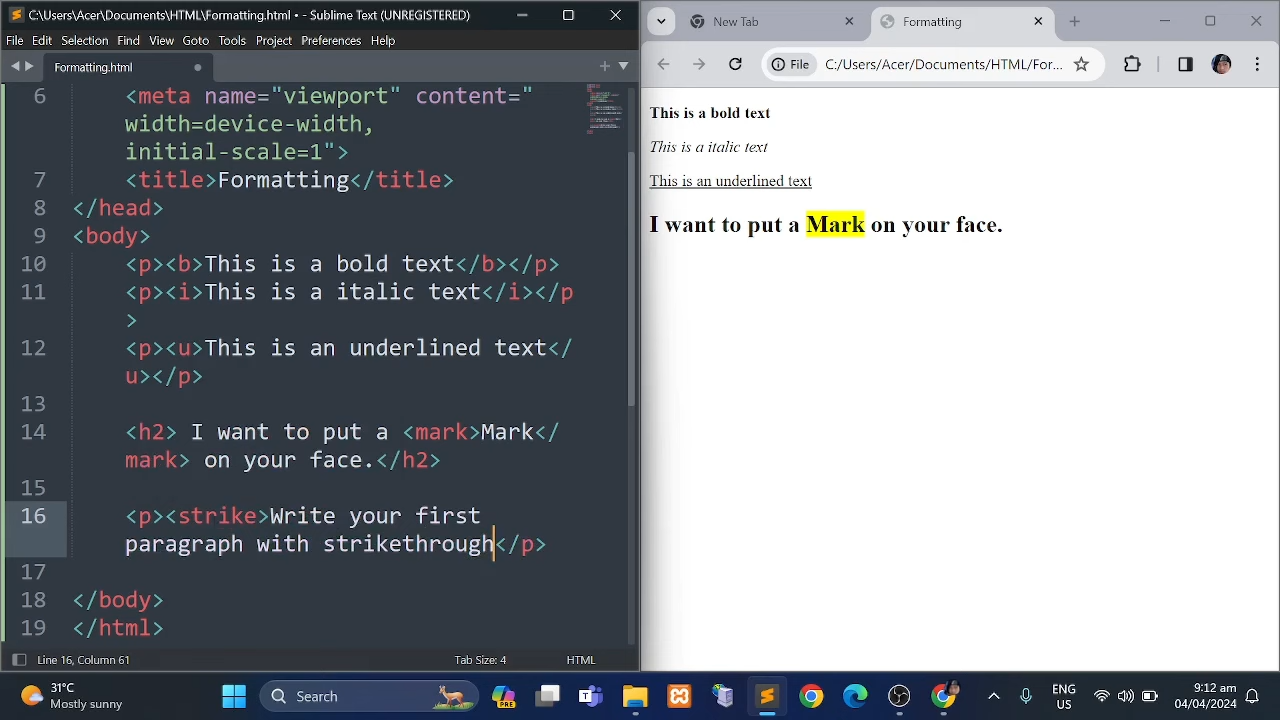 C:\Users\Acer\Documents\HTML\Formatting.html • - Sublime Text (UNREGISTERED)
File Edit Selection Find View Goto Tools Project Preferences Help
Formatting.html
6 <meta name="viewport" content="
width=device-width,
initial-scale=1">
7 <title>Formatting</title>
8 </head>
9 <body>
10 <p><b>This is a bold text</b></p>
11 <p><i>This is a italic text</i></p
>
12 <p><u>This is an underlined text</
u></p>
13
14 <h2> I want to put a <mark>Mark</
mark> on your face.</h2>
15
16 <p><strike>Write your first
paragraph with strikethrough</p>
17
18 </body>
19 </html>
Line 16, Column 61 Tab Size: 4 HTML
New Tab Formatting
File C:/Users/Acer/Documents/HTML/For...
This is a bold text
This is a italic text
This is an underlined text
I want to put a Mark on your face.
31°C
Mostly sunny
Search
PRE
ENG
US
9:12 am
04/04/2024